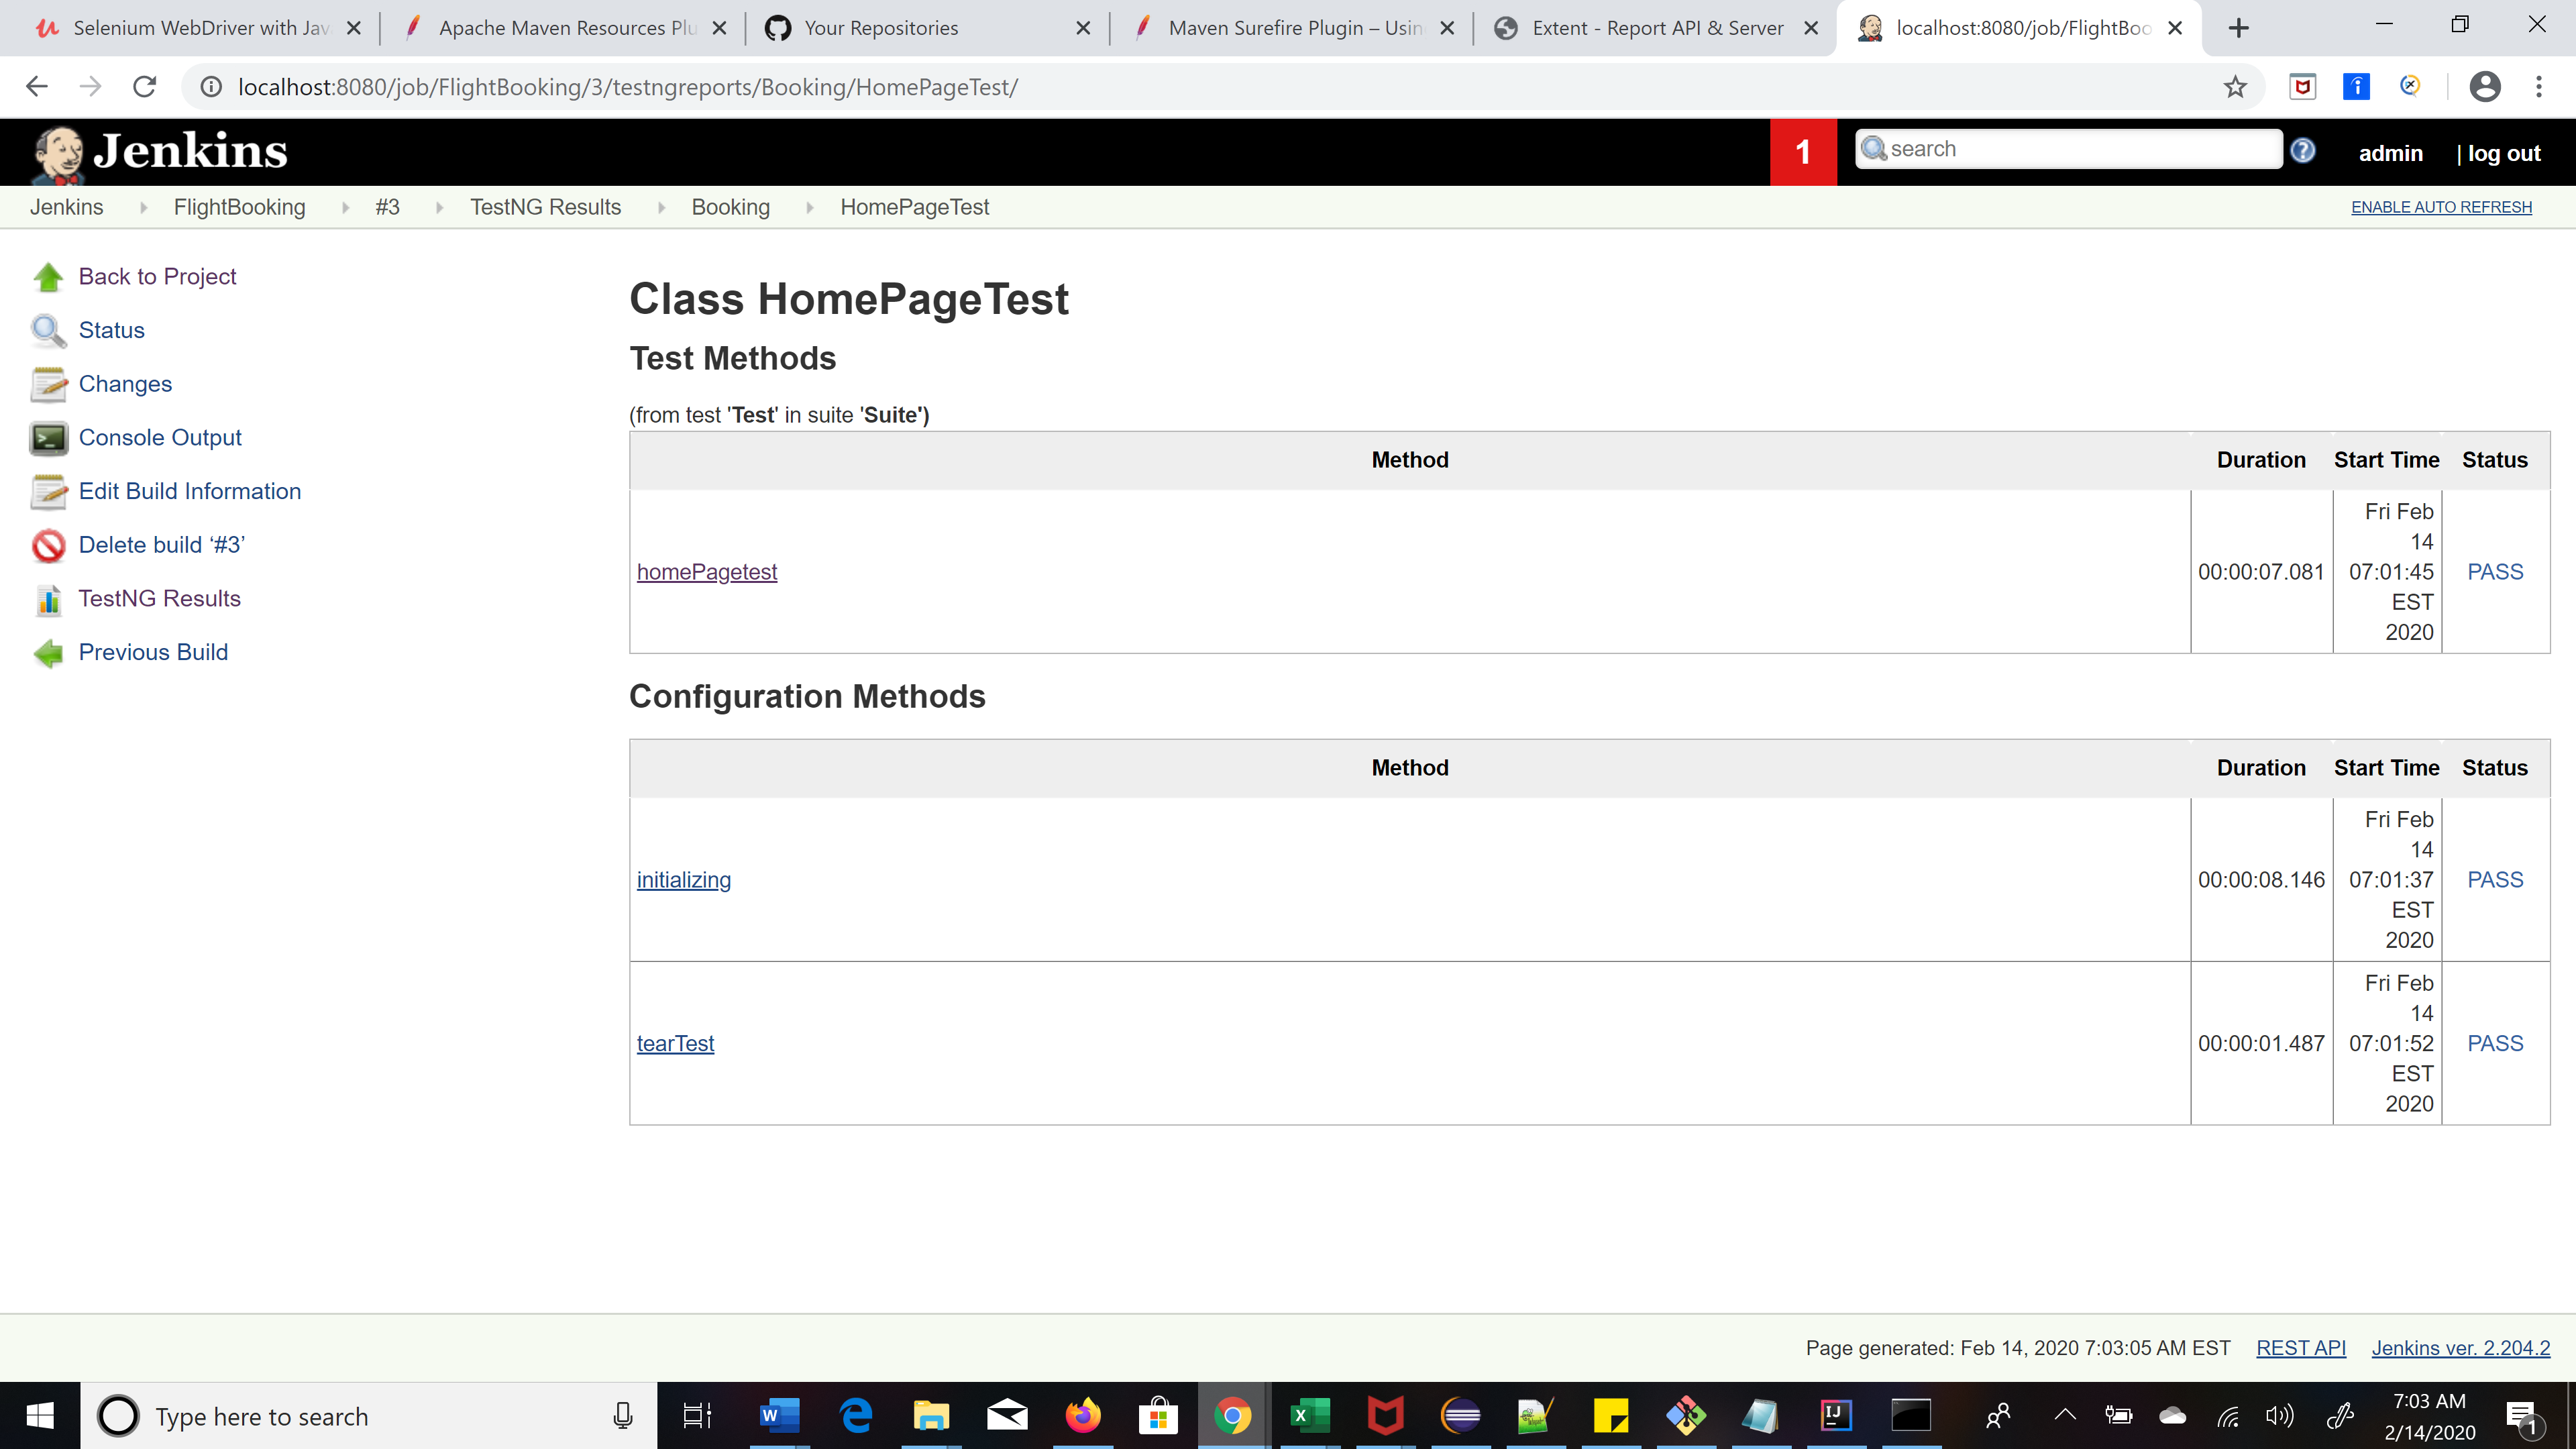 Selenium WebDriver with Jav
Apache Maven Resources Plu
Your Repositories
Maven Surefire Plugin – Usin
Extent - Report API & Server
localhost:8080/job/FlightBoo
localhost:8080/job/FlightBooking/3/testngreports/Booking/HomePageTest/
Jenkins
1
search
admin
| log out
Jenkins
FlightBooking
#3
TestNG Results
Booking
HomePageTest
ENABLE AUTO REFRESH
Back to Project
Status
Changes
Console Output
Edit Build Information
Delete build ‘#3’
TestNG Results
Previous Build
Class HomePageTest
Test Methods
(from test 'Test' in suite 'Suite')
Method Duration Start Time Status
homePagetest
00:00:07.081
Fri Feb
14
07:01:45
EST
2020
PASS
Configuration Methods
Method Duration Start Time Status
initializing
00:00:08.146
Fri Feb
14
07:01:37
EST
2020
PASS
tearTest
00:00:01.487
Fri Feb
14
07:01:52
EST
2020
PASS
Page generated: Feb 14, 2020 7:03:05 AM EST REST API Jenkins ver. 2.204.2
Type here to search
7:03 AM
2/14/2020
1